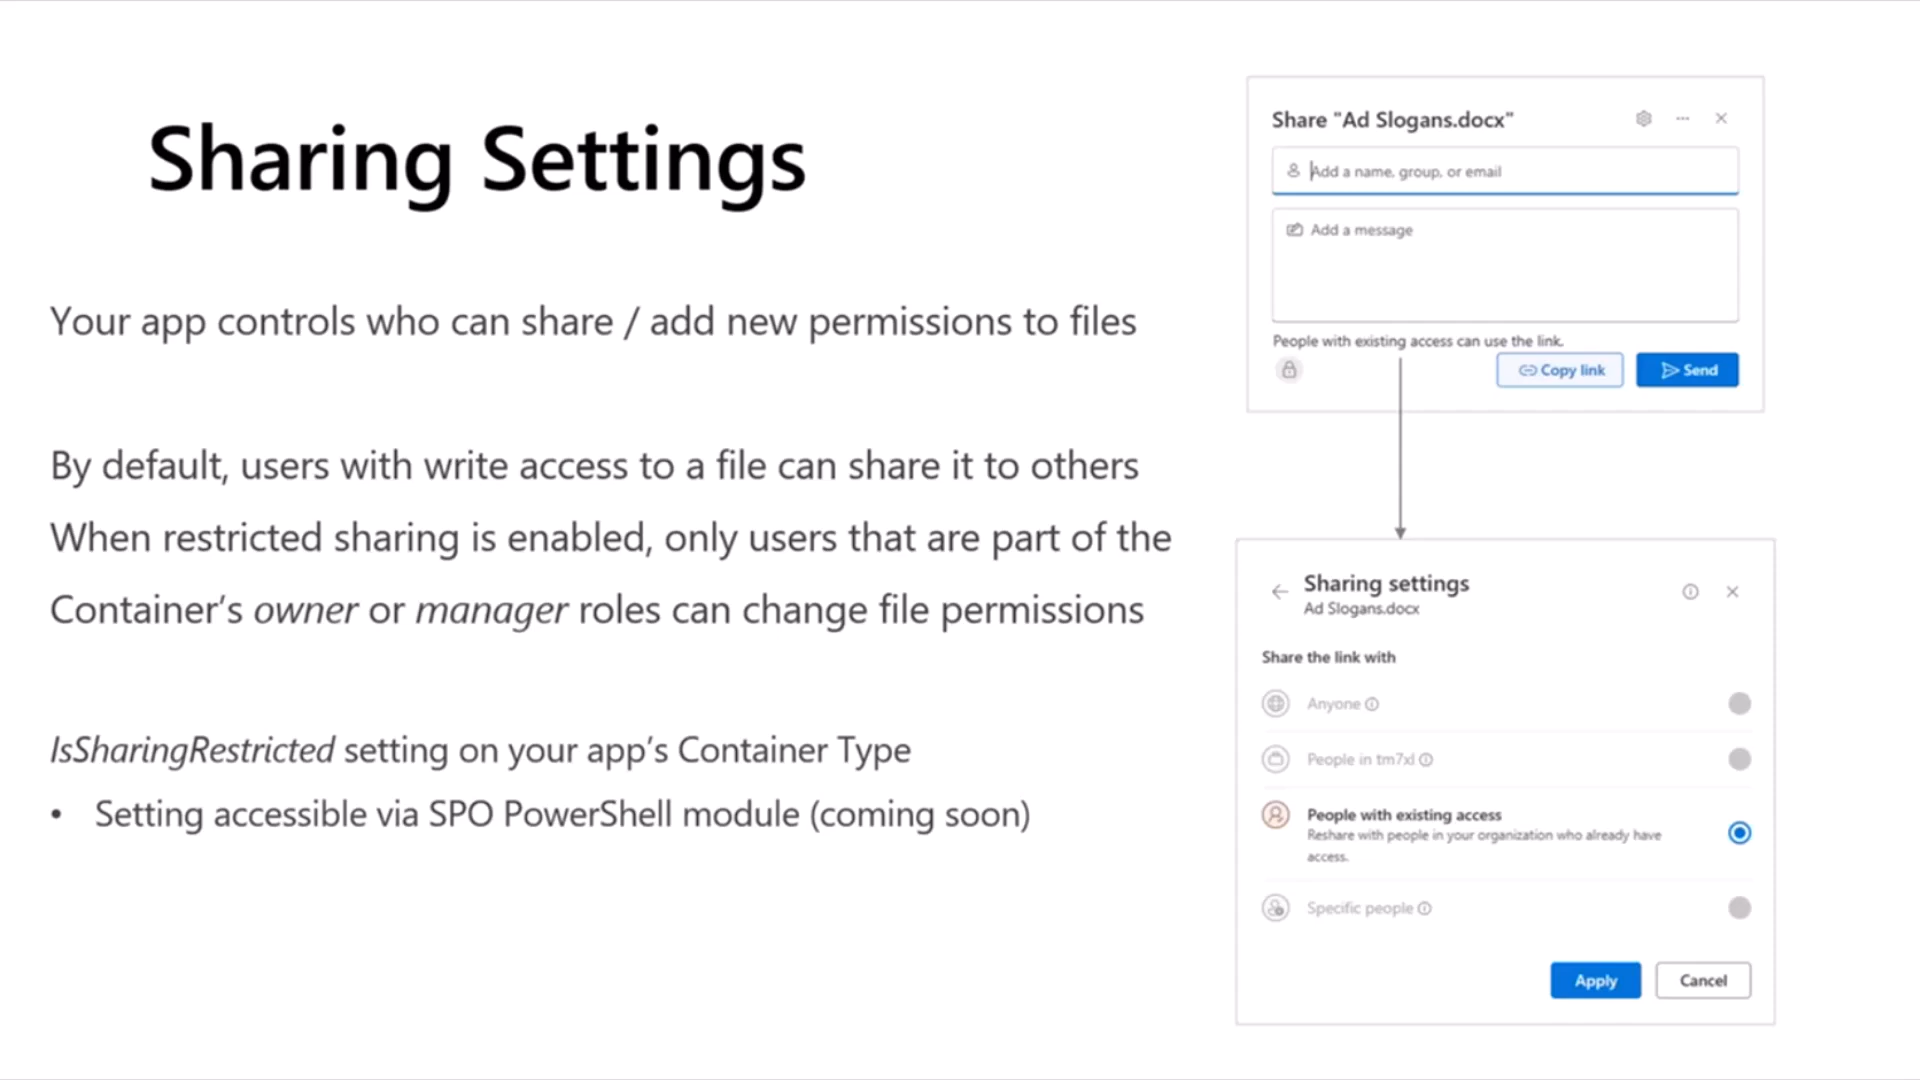 Sharing Settings
Your app controls who can share / add new permissions to files
By default, users with write access to a file can share it to others
When restricted sharing is enabled, only users that are part of the
Container’s owner or manager roles can change file permissions
IsSharingRestricted setting on your app’s Container Type
• Setting accessible via SPO PowerShell module (coming soon)
Share "Ad Slogans.docx"
Add a name, group, or email
Add a message
People with existing access can use the link.
Copy link
Send
Sharing settings
Ad Slogans.docx
Share the link with
Anyone
People in tm7xl
People with existing access
Reshare with people in your organization who already have
access.
Specific people
Apply
Cancel